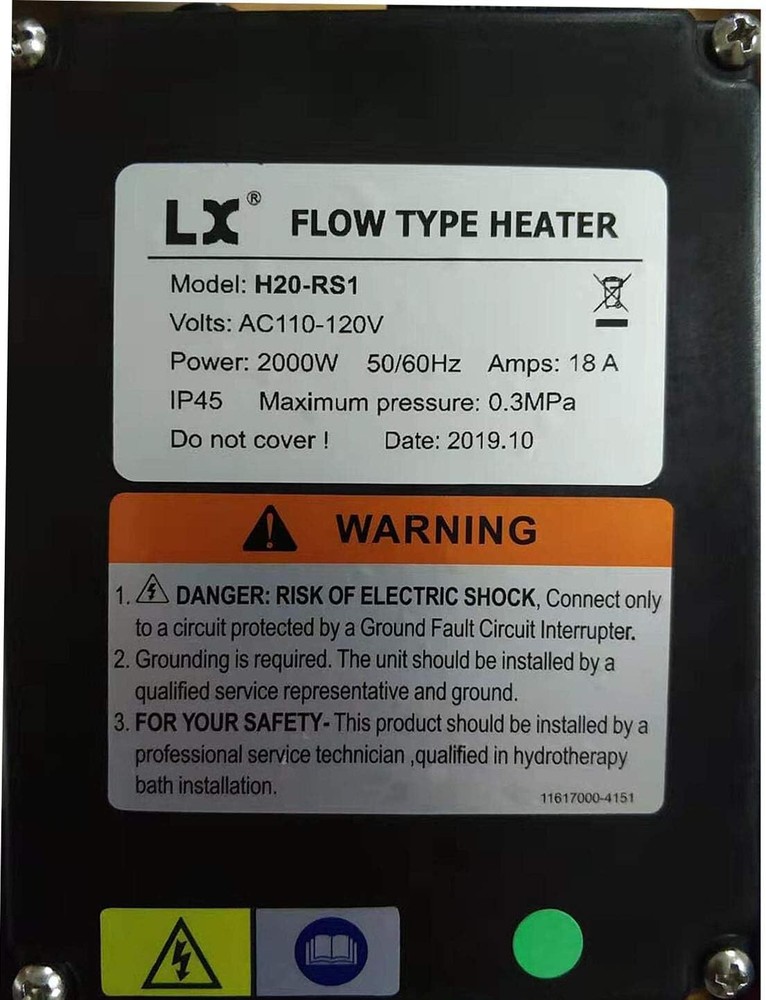 LX® FLOW TYPE HEATER
Model: H20-RS1
Volts: AC110-120V
Power: 2000W 50/60Hz Amps: 18 A
IP45 Maximum pressure: 0.3MPa
Do not cover ! Date: 2019.10
WARNING
1. DANGER: RISK OF ELECTRIC SHOCK, Connect only
to a circuit protected by a Ground Fault Circuit Interrupter.
2. Grounding is required. The unit should be installed by a
qualified service representative and ground.
3. FOR YOUR SAFETY- This product should be installed by a
professional service technician ,qualified in hydrotherapy
bath installation.
11617000-4151